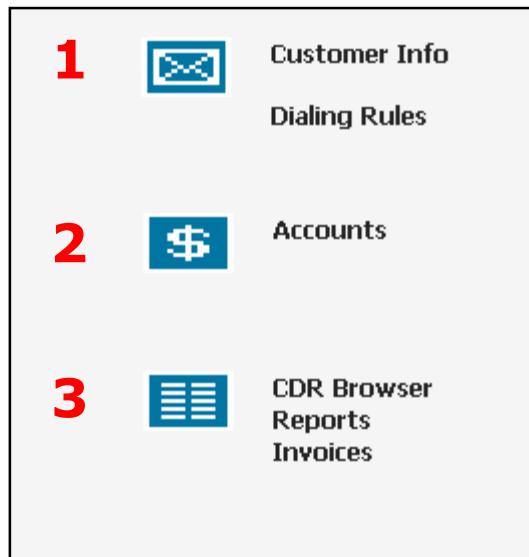 1 Customer Info
Dialing Rules
2 $ Accounts
3 CDR Browser
Reports
Invoices